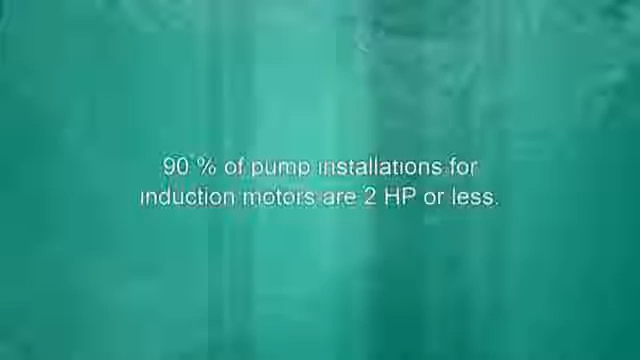 90 % of pump installations for
induction motors are 2 HP or less.